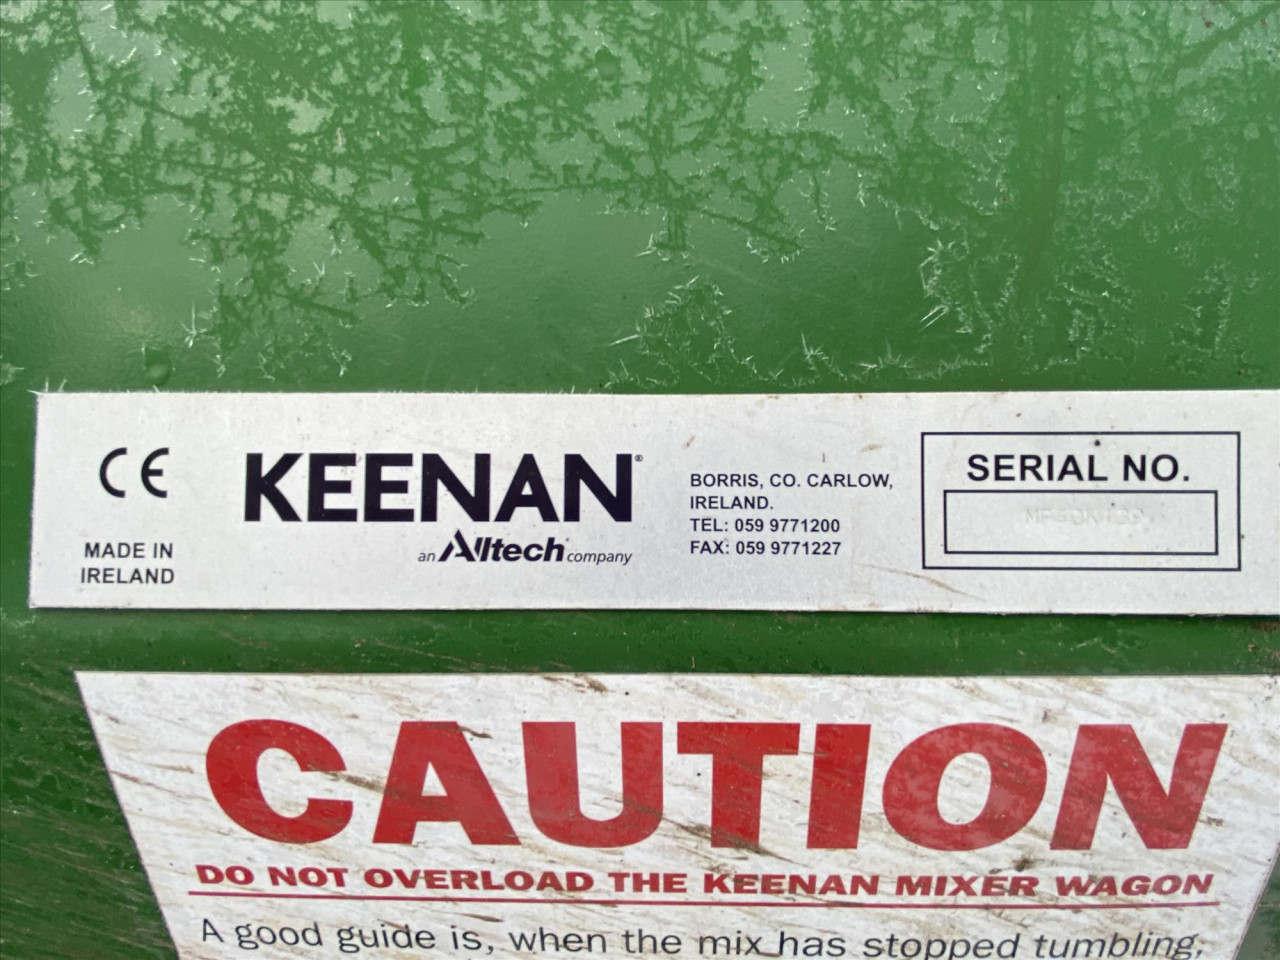 CE
MADE IN
IRELAND
KEENAN®
an Alltech company
BORRIS, CO. CARLOW,
IRELAND.
TEL: 059 9771200
FAX: 059 9771227
SERIAL NO.
CAUTION
DO NOT OVERLOAD THE KEENAN MIXER WAGON
A good guide is, when the mix has stopped tumbling,